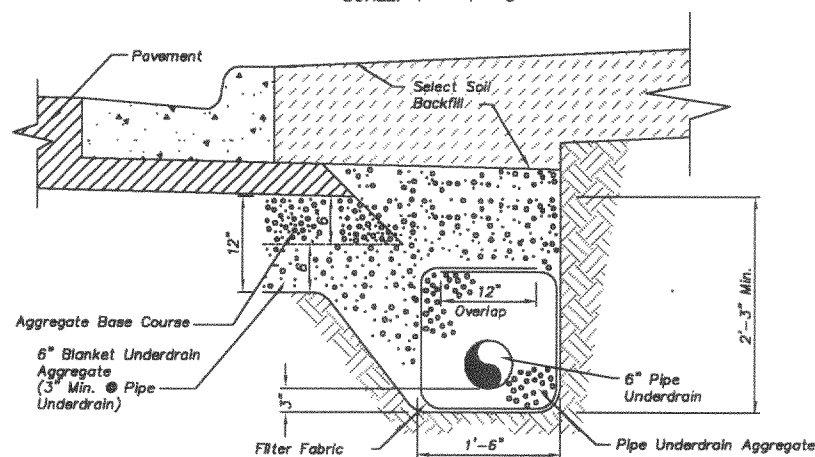 Pavement
Select Soil
Backfill
12"
6"
6"
12"
Overlap
2'-3" Min.
Aggregate Base Course
6" Blanket Underdrain
Aggregate
(3" Min. @ Pipe
Underdrain)
3"
6" Pipe
Underdrain
Filter Fabric
1'-6"
Pipe Underdrain Aggregate